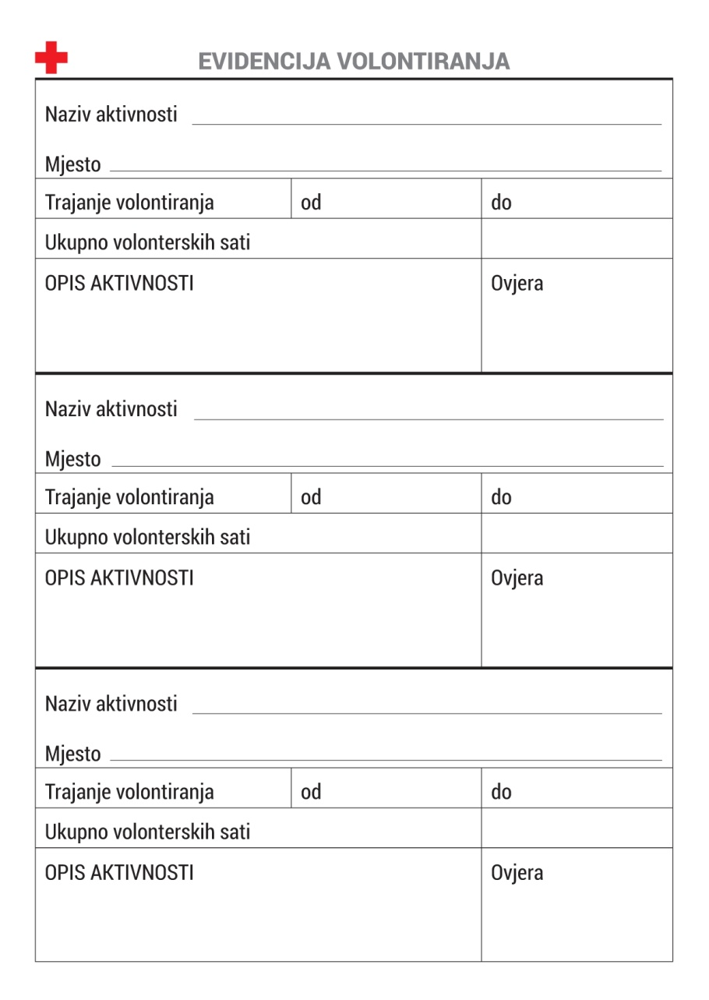 EVIDENCIJA VOLONTIRANJA
Naziv aktivnosti
Mjesto
Trajanje volontiranja od do
Ukupno volonterskih sati
OPIS AKTIVNOSTI Ovjera
Naziv aktivnosti
Mjesto
Trajanje volontiranja od do
Ukupno volonterskih sati
OPIS AKTIVNOSTI Ovjera
Naziv aktivnosti
Mjesto
Trajanje volontiranja od do
Ukupno volonterskih sati
OPIS AKTIVNOSTI Ovjera